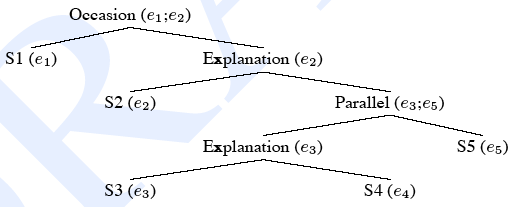 Occasion (e1;e2)
S1 (e1) Explanation (e2)
S2 (e2) Parallel (e3;e5)
Explanation (e3) S5 (e5)
S3 (e3) S4 (e4)